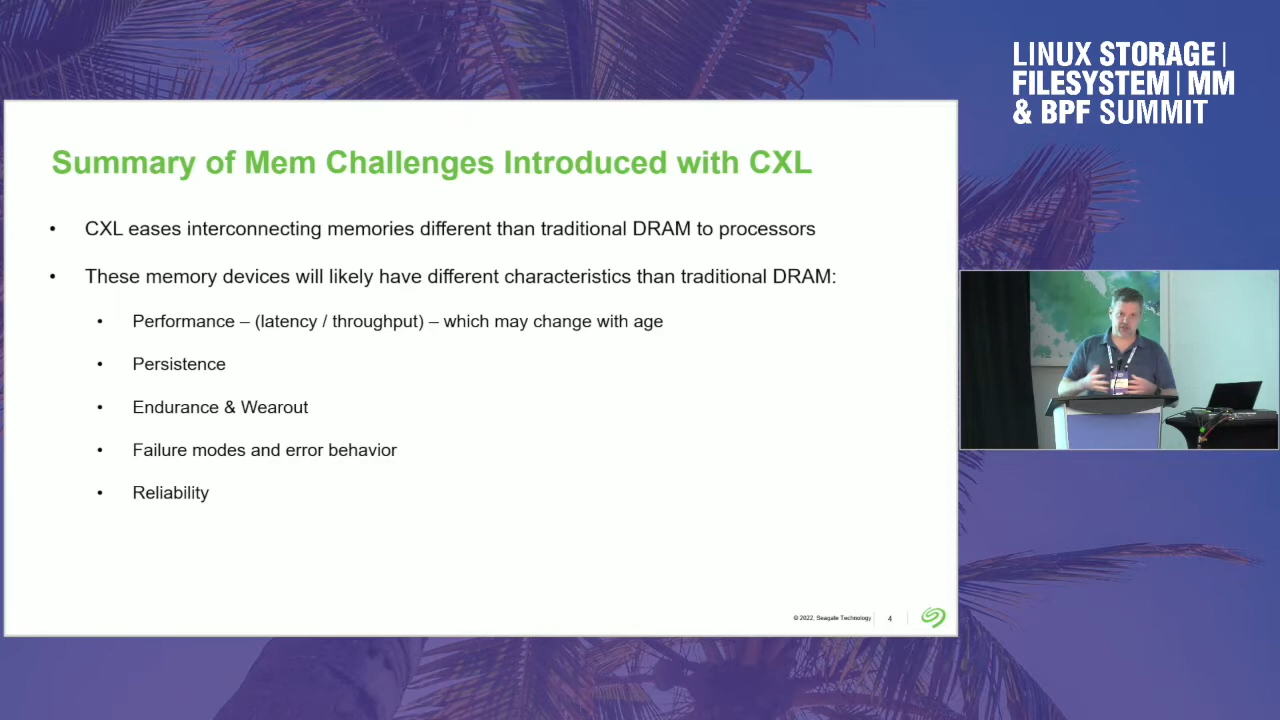 LINUX STORAGE |
FILESYSTEM | MM
& BPF SUMMIT
Summary of Mem Challenges Introduced with CXL
• CXL eases interconnecting memories different than traditional DRAM to processors
• These memory devices will likely have different characteristics than traditional DRAM:
• Performance – (latency / throughput) – which may change with age
• Persistence
• Endurance & Wearout
• Failure modes and error behavior
• Reliability
© 2022, Seagate Technology
4